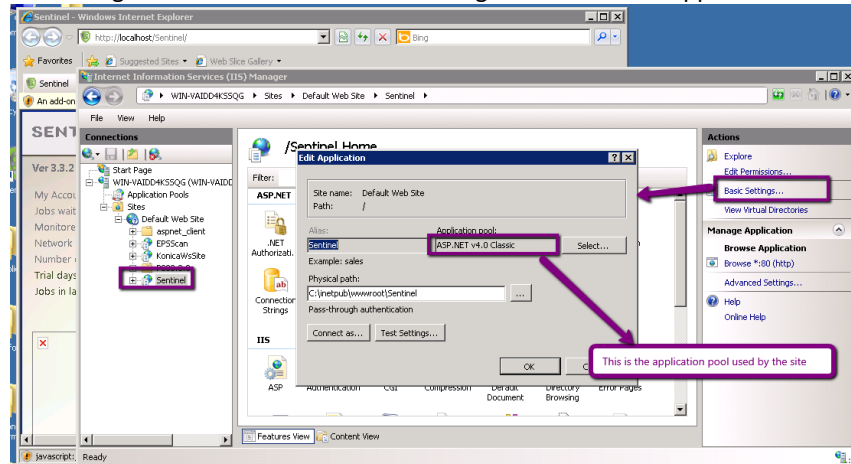 Sentinel - Windows Internet Explorer
http://localhost/Sentinel/
Bing
Favorites
Suggested Sites
Web Slice Gallery
Sentinel
An add-on
Internet Information Services (IIS) Manager
WIN-VAIDD4KSSQG
Sites
Default Web Site
Sentinel
File View Help
SENT
Ver 3.3.2
My Accou
Jobs wait
Monitore
Network
Number
Trial days
Jobs in la
Connections
Start Page
WIN-VAIDD4KSSQG (WIN-VAIDD
Application Pools
Sites
Default Web Site
aspnet_client
EPSScan
KonicaWsSite
Sentinel
/Sentinel Home
Filter:
ASP.NET
.NET
Authorizati.
Connection
Strings
IIS
ASP
Authentication
CGI
Compression
Default
Document
Directory
Browsing
Error Pages
Edit Application
Site name: Default Web Site
Path: /
Alias:
Application pool:
Sentinel
ASP.NET v4.0 Classic
Select...
Example: sales
Physical path:
C:\inetpub\wwwroot\Sentinel
...
Pass-through authentication
Connect as...
Test Settings...
OK
C
This is the application pool used by the site
Actions
Explore
Edit Permissions...
Basic Settings...
View Virtual Directories
Manage Application
Browse Application
Browse *:80 (http)
Advanced Settings...
Help
Online Help
Features View
Content View
javascript:
Ready